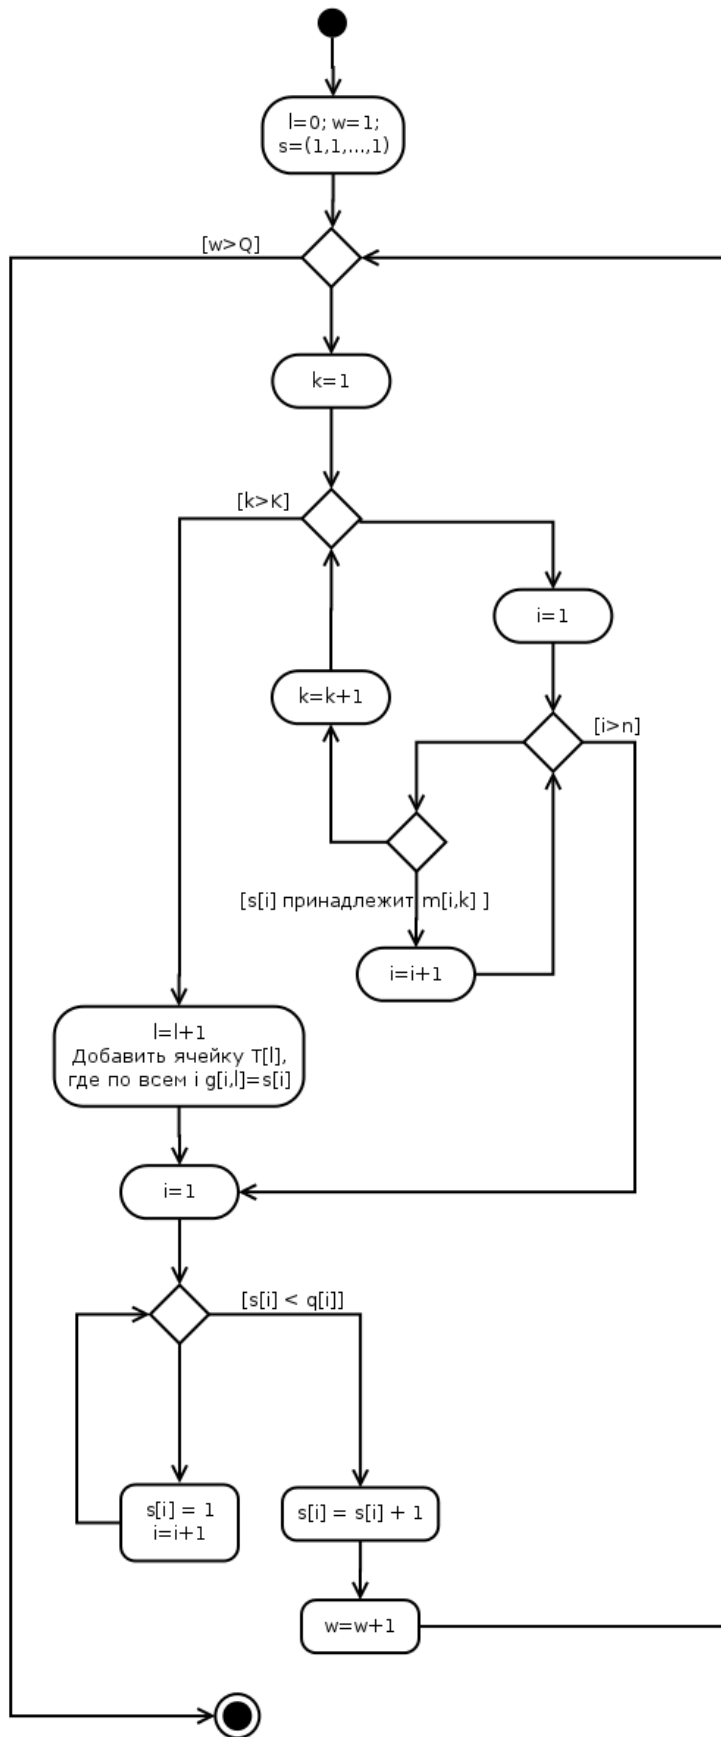 l=0; w=1;
s=(1,1,...,1)
[w>Q]
k=1
[k>K]
i=1
k=k+1
[i>n]
[s[i] принадлежит m[i,k] ]
i=i+1
l=l+1
Добавить ячейку T[l],
где по всем i g[i,l]=s[i]
i=1
[s[i] < q[i]]
s[i] = 1
i=i+1
s[i] = s[i] + 1
w=w+1